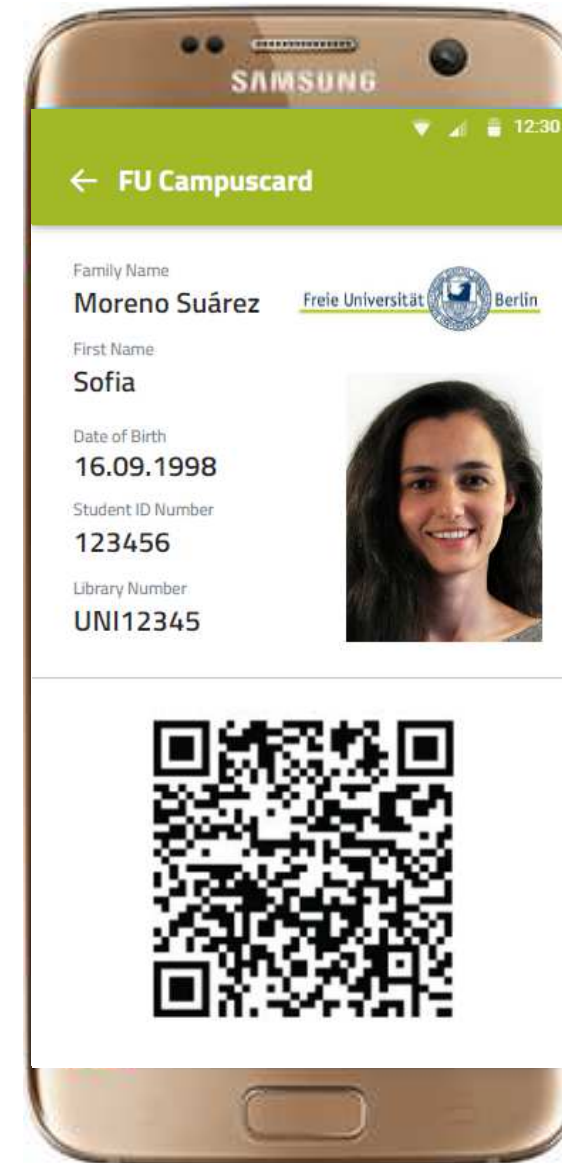 SAMSUNG
12:30
← FU Campuscard
Family Name
Moreno Suárez
Freie Universität Berlin
First Name
Sofia
Date of Birth
16.09.1998
Student ID Number
123456
Library Number
UNI12345